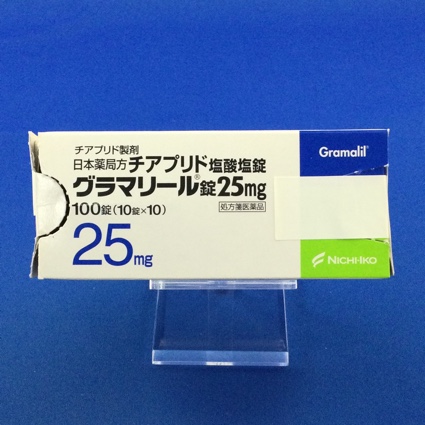 チアプリド製剤
日本薬局方チアプリド塩酸塩錠
グラマリール®錠25mg
100錠(10錠×10)
処方箋医薬品
25mg
Gramalil®
NICHI-IKO